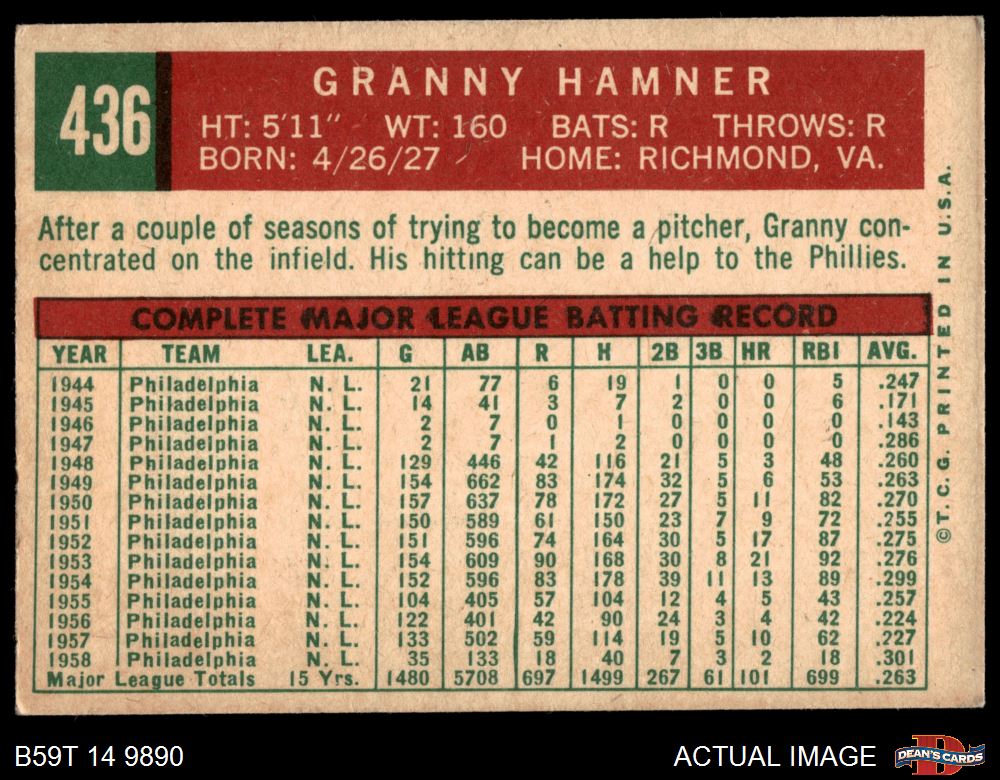 436
GRANNY HAMNER
HT: 5'11" WT: 160 BATS: R THROWS: R
BORN: 4/26/27 HOME: RICHMOND, VA.
After a couple of seasons of trying to become a pitcher, Granny con-
centrated on the infield. His hitting can be a help to the Phillies.
COMPLETE MAJOR LEAGUE BATTING RECORD
YEAR TEAM LEA. G AB R H 2B 3B HR RBI AVG.
1944 Philadelphia N. L. 21 77 6 19 1 0 0 5 .247
1945 Philadelphia N. L. 14 41 3 7 2 0 0 6 .171
1946 Philadelphia N. L. 2 7 0 1 0 0 0 0 .143
1947 Philadelphia N. L. 2 7 1 2 0 0 0 0 .286
1948 Philadelphia N. L. 129 446 42 116 21 5 3 48 .260
1949 Philadelphia N. L. 154 662 83 174 32 5 6 53 .263
1950 Philadelphia N. L. 157 637 78 172 27 5 11 82 .270
1951 Philadelphia N. L. 150 589 61 150 23 7 9 72 .255
1952 Philadelphia N. L. 151 596 74 164 30 5 17 87 .275
1953 Philadelphia N. L. 154 609 90 168 30 8 21 92 .276
1954 Philadelphia N. L. 152 596 83 178 39 11 13 89 .299
1955 Philadelphia N. L. 104 405 57 104 12 4 5 43 .257
1956 Philadelphia N. L. 122 401 42 90 24 3 4 42 .224
1957 Philadelphia N. L. 133 502 59 114 19 5 10 62 .227
1958 Philadelphia N. L. 35 133 18 40 7 3 2 18 .301
Major League Totals 15 Yrs. 1480 5708 697 1499 267 61 101 699 .263
©T.C.G. PRINTED IN U.S.A.
B59T 14 9890
ACTUAL IMAGE
D
DEAN'S CARDS